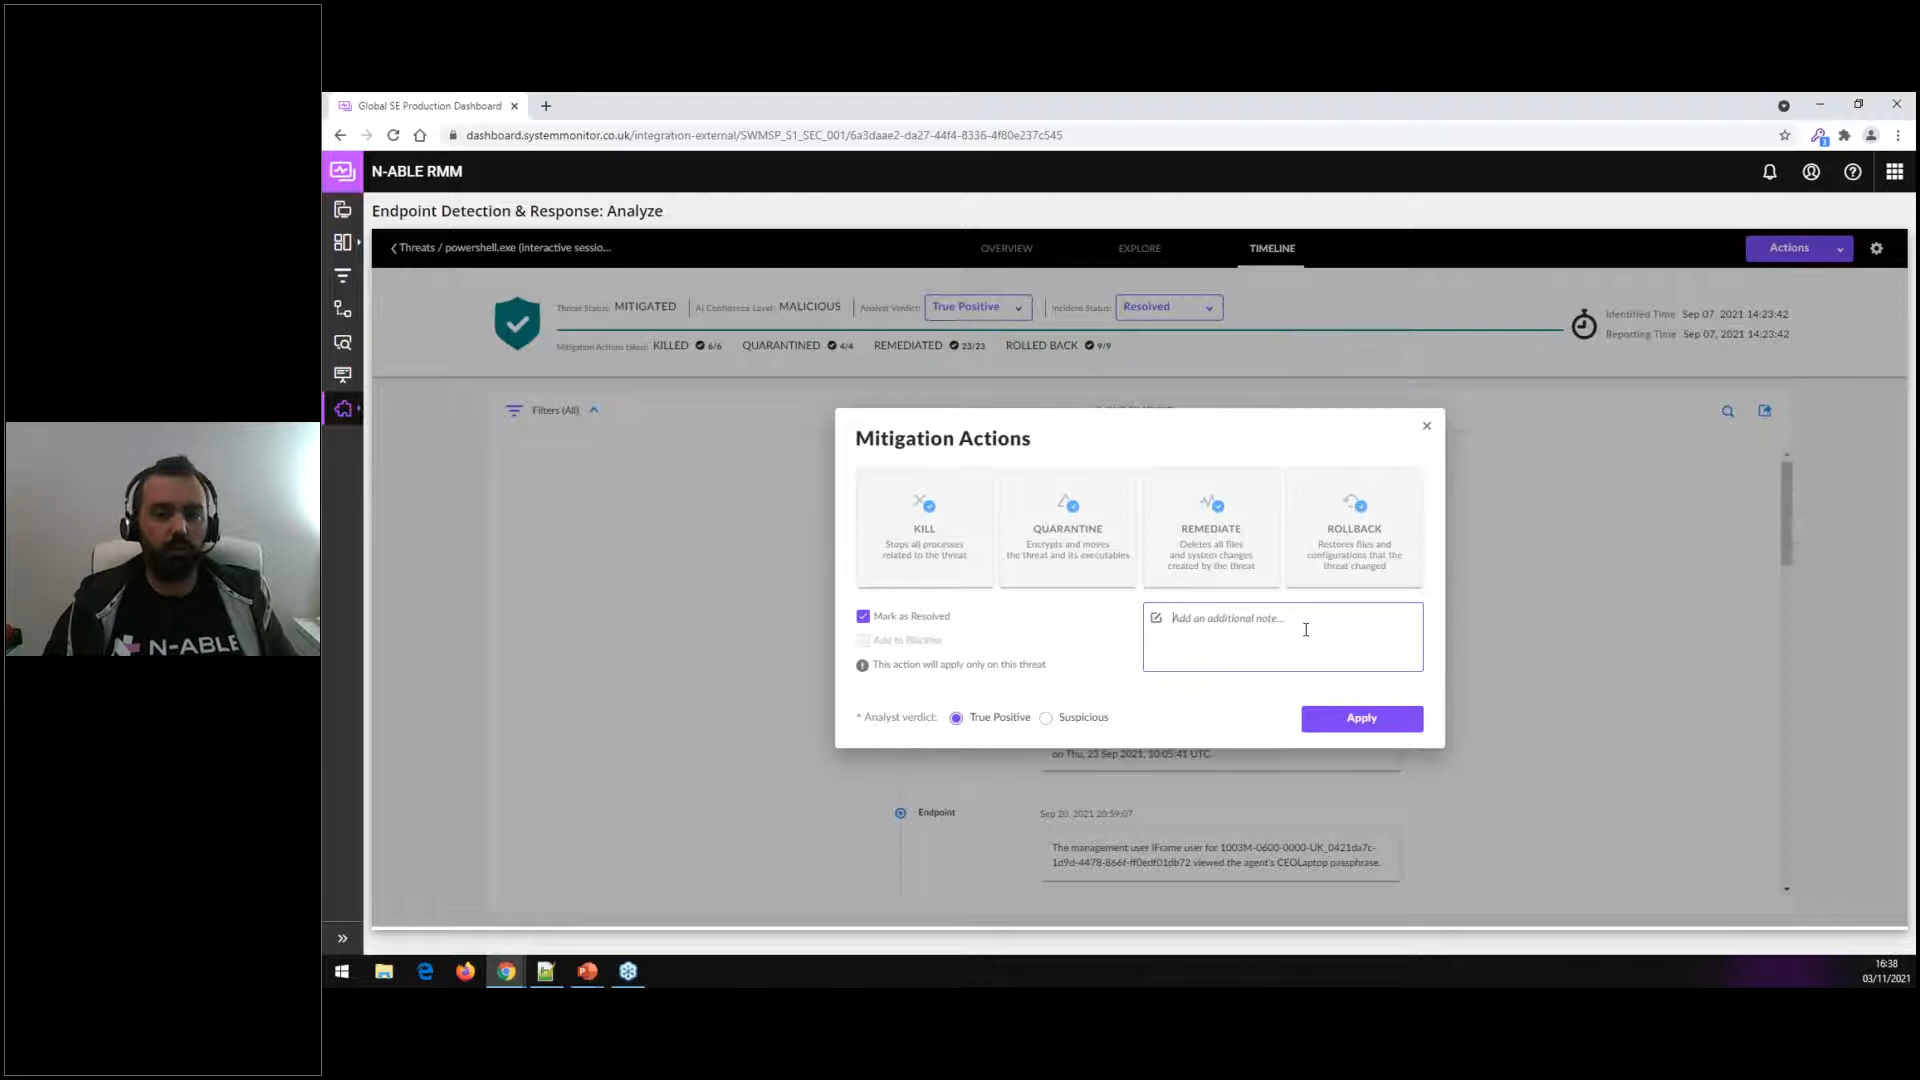 Global SE Production Dashboard
dashboard.systemmonitor.co.uk/integration-external/SWMSP_S1_SEC_001/6a3daae2-da27-44f4-8336-4f80e237c545
N-ABLE RMM
Endpoint Detection & Response: Analyze
Threats / powershell.exe (interactive sessio...
OVERVIEW
EXPLORE
TIMELINE
Actions
Threat Status: MITIGATED
AI Confidence Level: MALICIOUS
Analyst Verdict: True Positive
Incident Status: Resolved
Identified Time Sep 07, 2021 14:23:42
Reporting Time Sep 07, 2021 14:23:42
Mitigation Actions taken: KILLED 6/6 QUARANTINED 4/4 REMEDIATED 23/23 ROLLED BACK 9/9
Filters (All)
Mitigation Actions
KILL
Stops all processes
related to the threat
QUARANTINE
Encrypts and moves
the threat and its executables
REMEDIATE
Deletes all files
and system changes
created by the threat
ROLLBACK
Restores files and
configurations that the
threat changed
Mark as Resolved
Add to Blacklist
This action will apply only on this threat
Add an additional note...
* Analyst verdict: True Positive Suspicious
Apply
on Thu, 23 Sep 2021, 10:05:41 UTC.
Endpoint
Sep 20, 2021 20:59:07
The management user IFrame user for 1003M-0600-0000-UK_0421da7c-
1d9d-4478-866f-ff0edf01db72 viewed the agent's CEOLaptop passphrase.
N-ABLE
16:38
03/11/2021